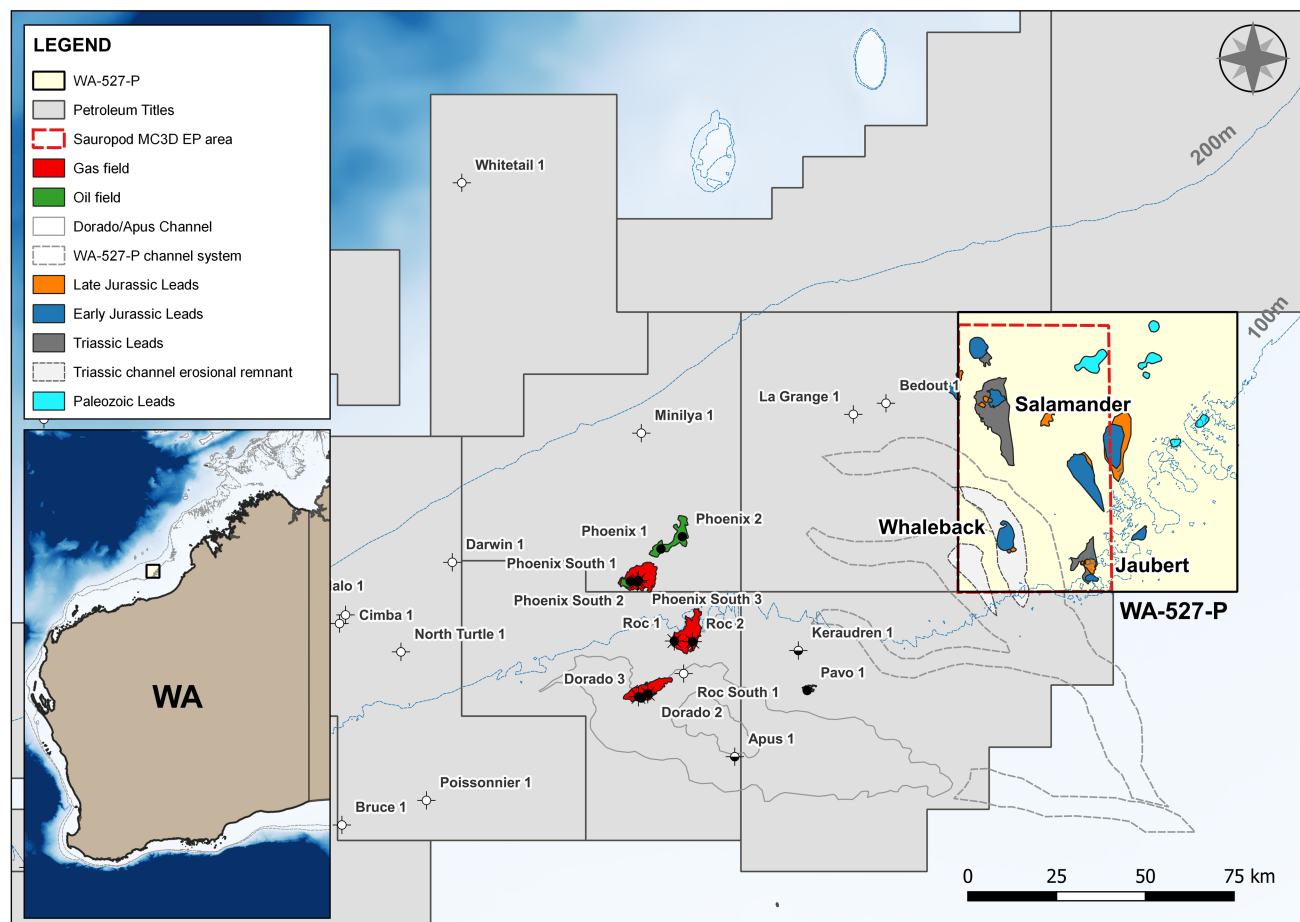 LEGEND
WA-527-P
Petroleum Titles
Sauropod MC3D EP area
Gas field
Oil field
Dorado/Apus Channel
WA-527-P channel system
Late Jurassic Leads
Early Jurassic Leads
Triassic Leads
Triassic channel erosional remnant
Paleozoic Leads
WA
200m
100m
Whitetail 1
Minilya 1
La Grange 1
Bedout 1
Salamander
Whaleback
Jaubert
WA-527-P
Phoenix 1
Phoenix 2
Phoenix South 1
Phoenix South 2
Phoenix South 3
Darwin 1
alo 1
Cimba 1
North Turtle 1
Roc 1
Roc 2
Keraudren 1
Pavo 1
Dorado 3
Roc South 1
Dorado 2
Apus 1
Poissonnier 1
Bruce 1
0 25 50 75 km